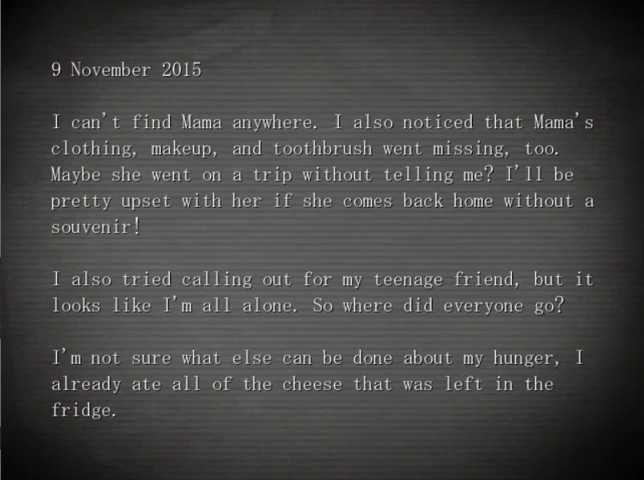 9 November 2015
I can't find Mama anywhere. I also noticed that Mama's
clothing, makeup, and toothbrush went missing, too.
Maybe she went on a trip without telling me? I'll be
pretty upset with her if she comes back home without a
souvenir!
I also tried calling out for my teenage friend, but it
looks like I'm all alone. So where did everyone go?
I'm not sure what else can be done about my hunger, I
already ate all of the cheese that was left in the
fridge.